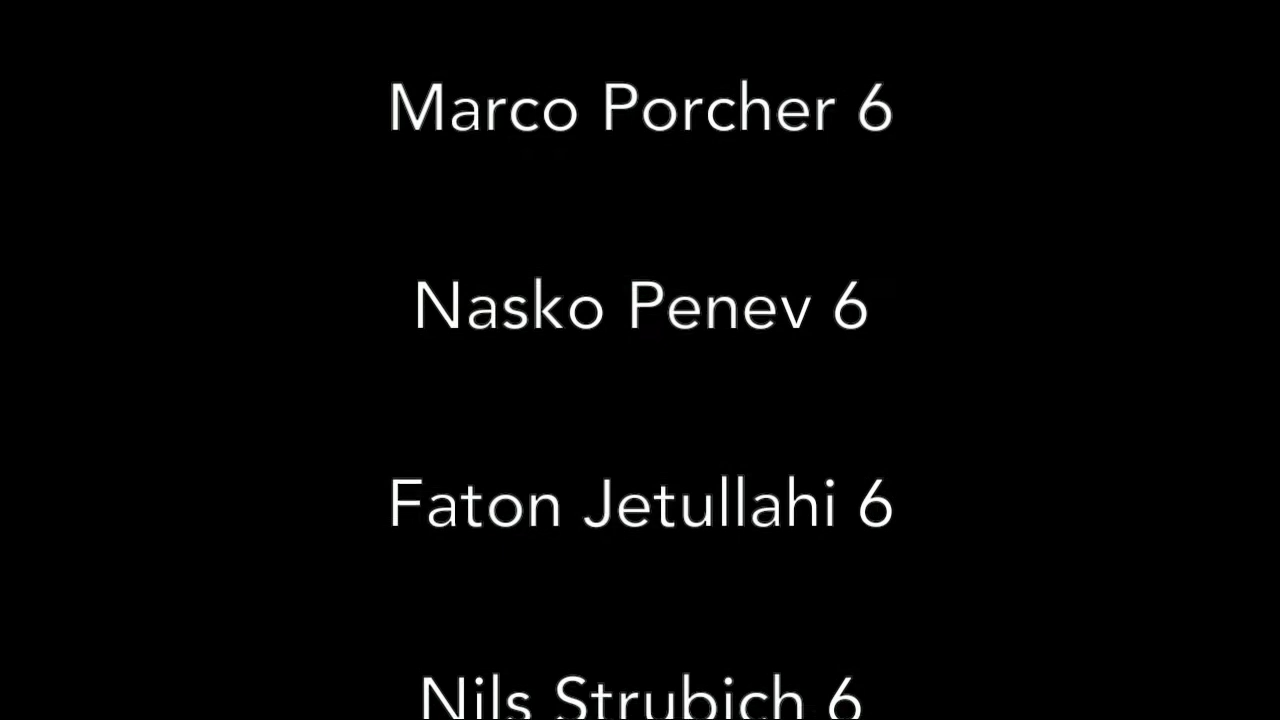 Marco Porcher 6
Nasko Penev 6
Faton Jetullahi 6
Nils Strubich 6